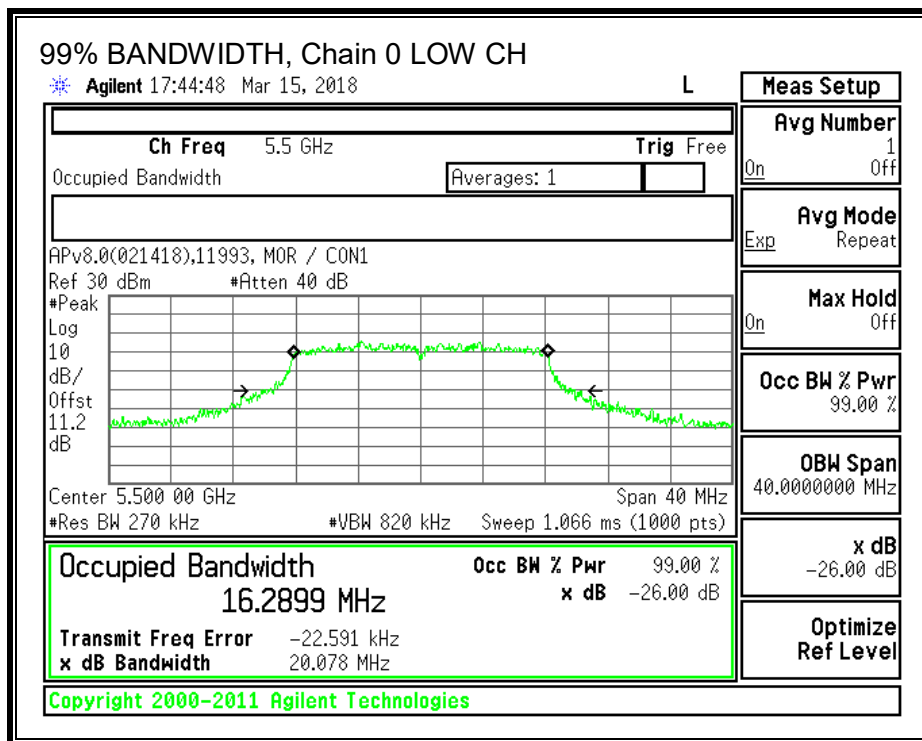 99% BANDWIDTH, Chain 0 LOW CH
Agilent 17:44:48 Mar 15, 2018 L
Meas Setup
Ch Freq 5.5 GHz Trig Free
Occupied Bandwidth Averages: 1
APv8.0(021418),11993, MOR / CON1
Ref 30 dBm #Atten 40 dB
#Peak
Log
10
dB/
Offst
11.2
dB
Center 5.500 00 GHz Span 40 MHz
#Res BW 270 kHz #VBW 820 kHz Sweep 1.066 ms (1000 pts)
Occupied Bandwidth Occ BW % Pwr 99.00 %
16.2899 MHz x dB -26.00 dB
Transmit Freq Error -22.591 kHz
x dB Bandwidth 20.078 MHz
Copyright 2000-2011 Agilent Technologies
Avg Number
1
On Off
Avg Mode
Exp Repeat
Max Hold
On Off
Occ BW % Pwr
99.00 %
OBW Span
40.0000000 MHz
x dB
-26.00 dB
Optimize
Ref Level